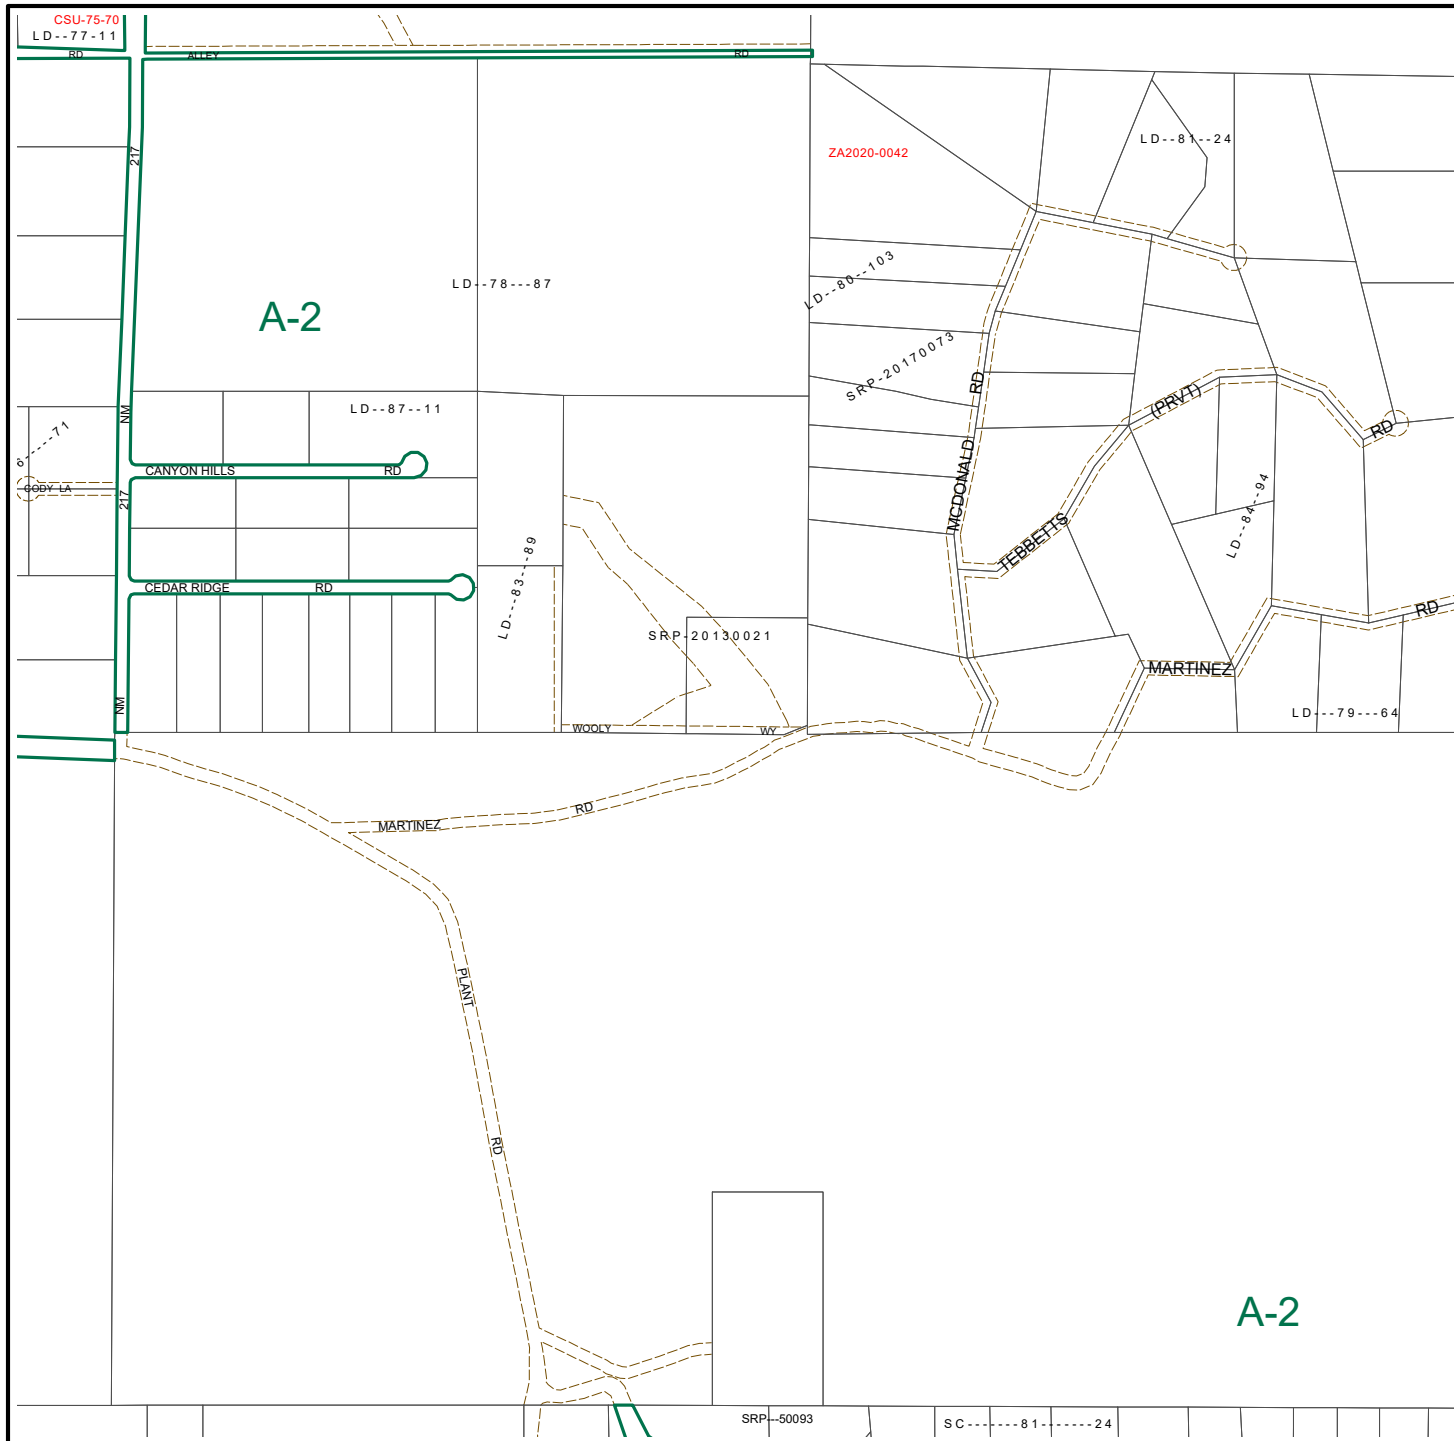 CSU-75-70
LD--77-11
RD
ALLEY
RD
217
ZA2020-0042
LD--81--24
LD--78---87
A-2
LD--80--103
SRP-20170073
RD
(PRVT)
RD
NM
LD--87--11
6----71
CANYON HILLS
RD
CODY LA
217
MCDONALD
TEBBETTS
LD---84---94
LD---83----89
CEDAR RIDGE
RD
SRP-20130021
RD
MARTINEZ
NM
LD---79---64
WOOLY
WY
RD
MARTINEZ
PLANT
RD
A-2
SRP---50093
SC-------81-------24